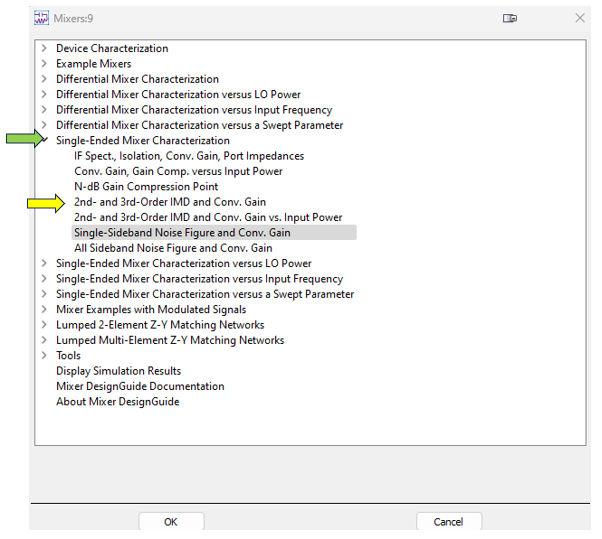 Mixers:9
Device Characterization
Example Mixers
Differential Mixer Characterization
Differential Mixer Characterization versus LO Power
Differential Mixer Characterization versus Input Frequency
Differential Mixer Characterization versus a Swept Parameter
Single-Ended Mixer Characterization
IF Spect., Isolation, Conv. Gain, Port Impedances
Conv. Gain, Gain Comp. versus Input Power
N-dB Gain Compression Point
2nd- and 3rd-Order IMD and Conv. Gain
2nd- and 3rd-Order IMD and Conv. Gain vs. Input Power
Single-Sideband Noise Figure and Conv. Gain
All Sideband Noise Figure and Conv. Gain
Single-Ended Mixer Characterization versus LO Power
Single-Ended Mixer Characterization versus Input Frequency
Single-Ended Mixer Characterization versus a Swept Parameter
Mixer Examples with Modulated Signals
Lumped 2-Element Z-Y Matching Networks
Lumped Multi-Element Z-Y Matching Networks
Tools
Display Simulation Results
Mixer DesignGuide Documentation
About Mixer DesignGuide
OK Cancel